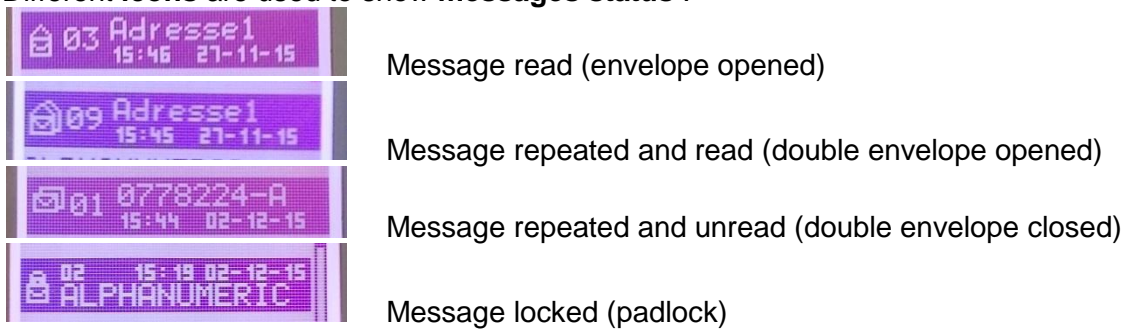 Different Icons are used to show messages status :
03 Adresse1
15:46 27-11-15
Message read (envelope opened)
09 Adresse1
15:45 27-11-15
Message repeated and read (double envelope opened)
01 0778224-A
15:44 02-12-15
Message repeated and unread (double envelope closed)
02 15:19 02-12-15
ALPHANUMERIC
Message locked (padlock)